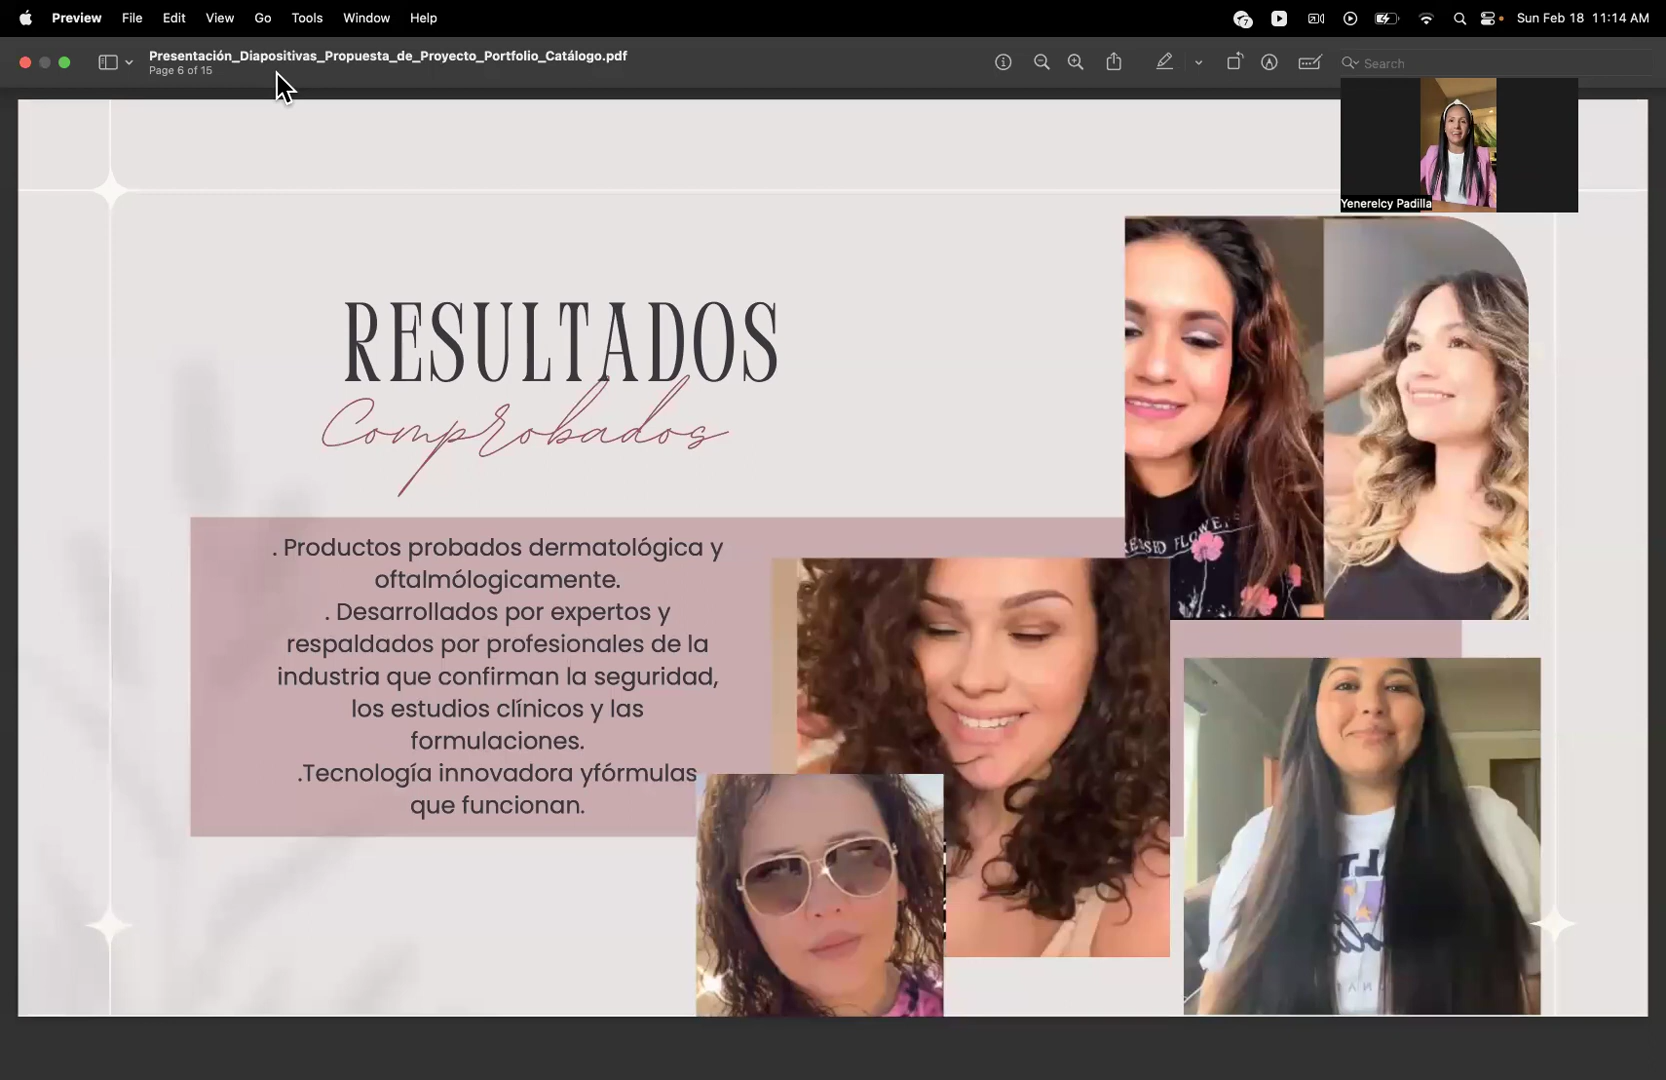 Preview File Edit View Go Tools Window Help
Sun Feb 18 11:14 AM
Presentación_Diapositivas_Propuesta_de_Proyecto_Portfolio_Catálogo.pdf
Page 6 of 15
Search
Yenerelcy Padilla
RESULTADOS
Comprobados
. Productos probados dermatológica y
oftalmólogicamente.
. Desarrollados por expertos y
respaldados por profesionales de la
industria que confirman la seguridad,
los estudios clínicos y las
formulaciones.
.Tecnología innovadora yfórmulas
que funcionan.